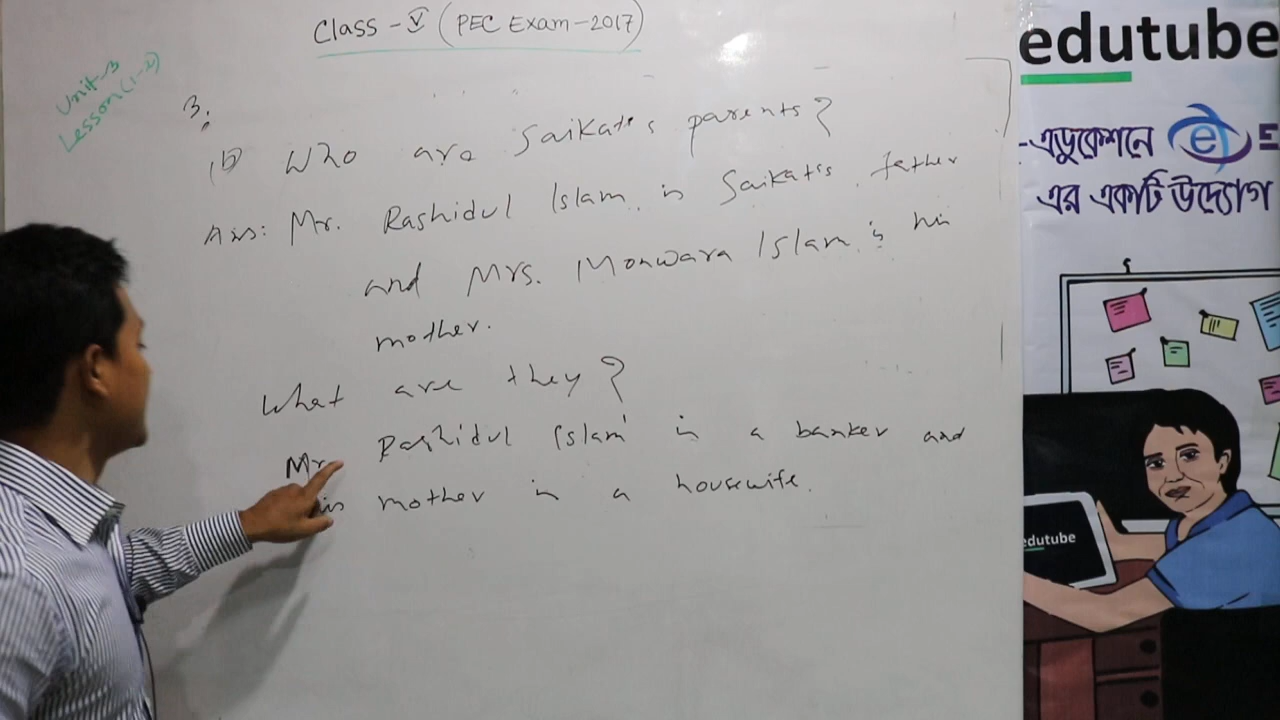 Class - V (PEC Exam-2017)
Unit-3
Lesson (1-2)
3.
Who are Saikat's parents?
Ans: Mr. Rashidul Islam is Saikat's father
and Mrs. Monwara Islam is his
mother.
What are they?
Mr. Rashidul Islam is a banker and
his mother is a housewife.
edutube
-এডুকেশনে e E
এর একটি উদ্যোগ
edutube